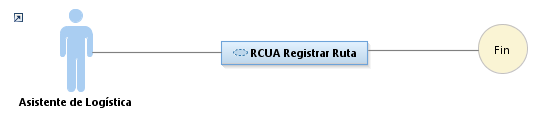 RCUA Registrar Ruta
Fin
Asistente de Logística